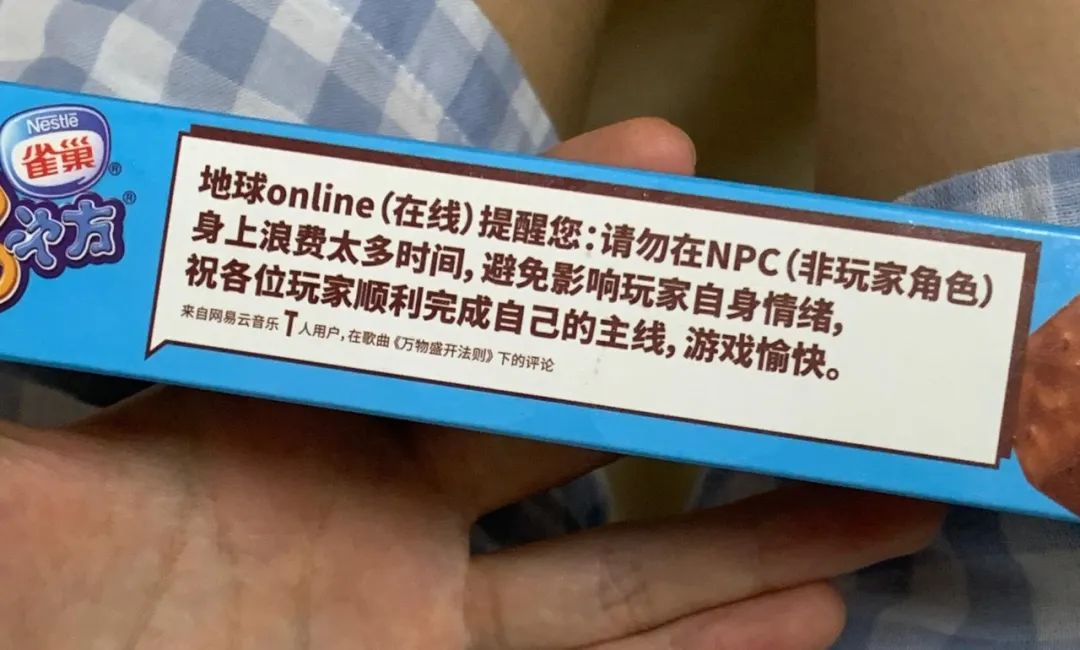 Nestlé
雀巢®
8次方®
地球online（在线）提醒您：请勿在NPC（非玩家角色）
身上浪费太多时间，避免影响玩家自身情绪，
祝各位玩家顺利完成自己的主线，游戏愉快。
来自网易云音乐T人用户，在歌曲《万物盛开法则》下的评论